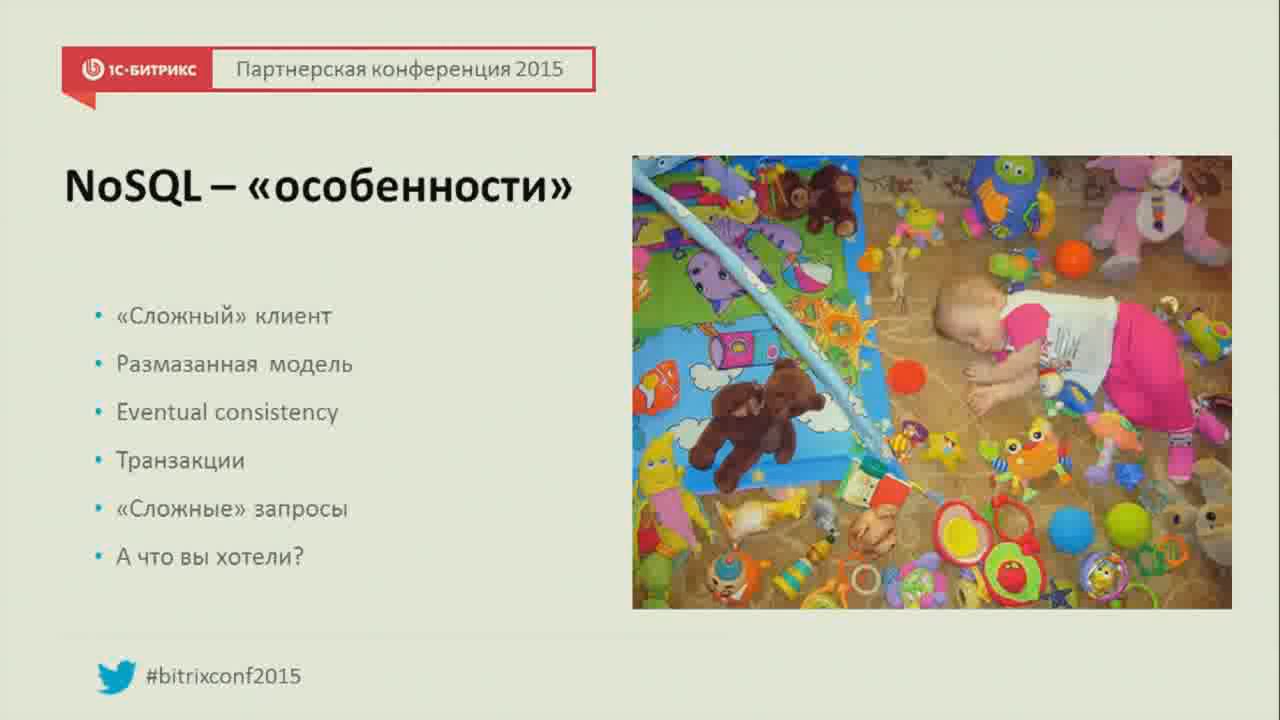 1С-БИТРИКС
Партнерская конференция 2015
NoSQL – «особенности»
• «Сложный» клиент
• Размазанная модель
• Eventual consistency
• Транзакции
• «Сложные» запросы
• А что вы хотели?
#bitrixconf2015